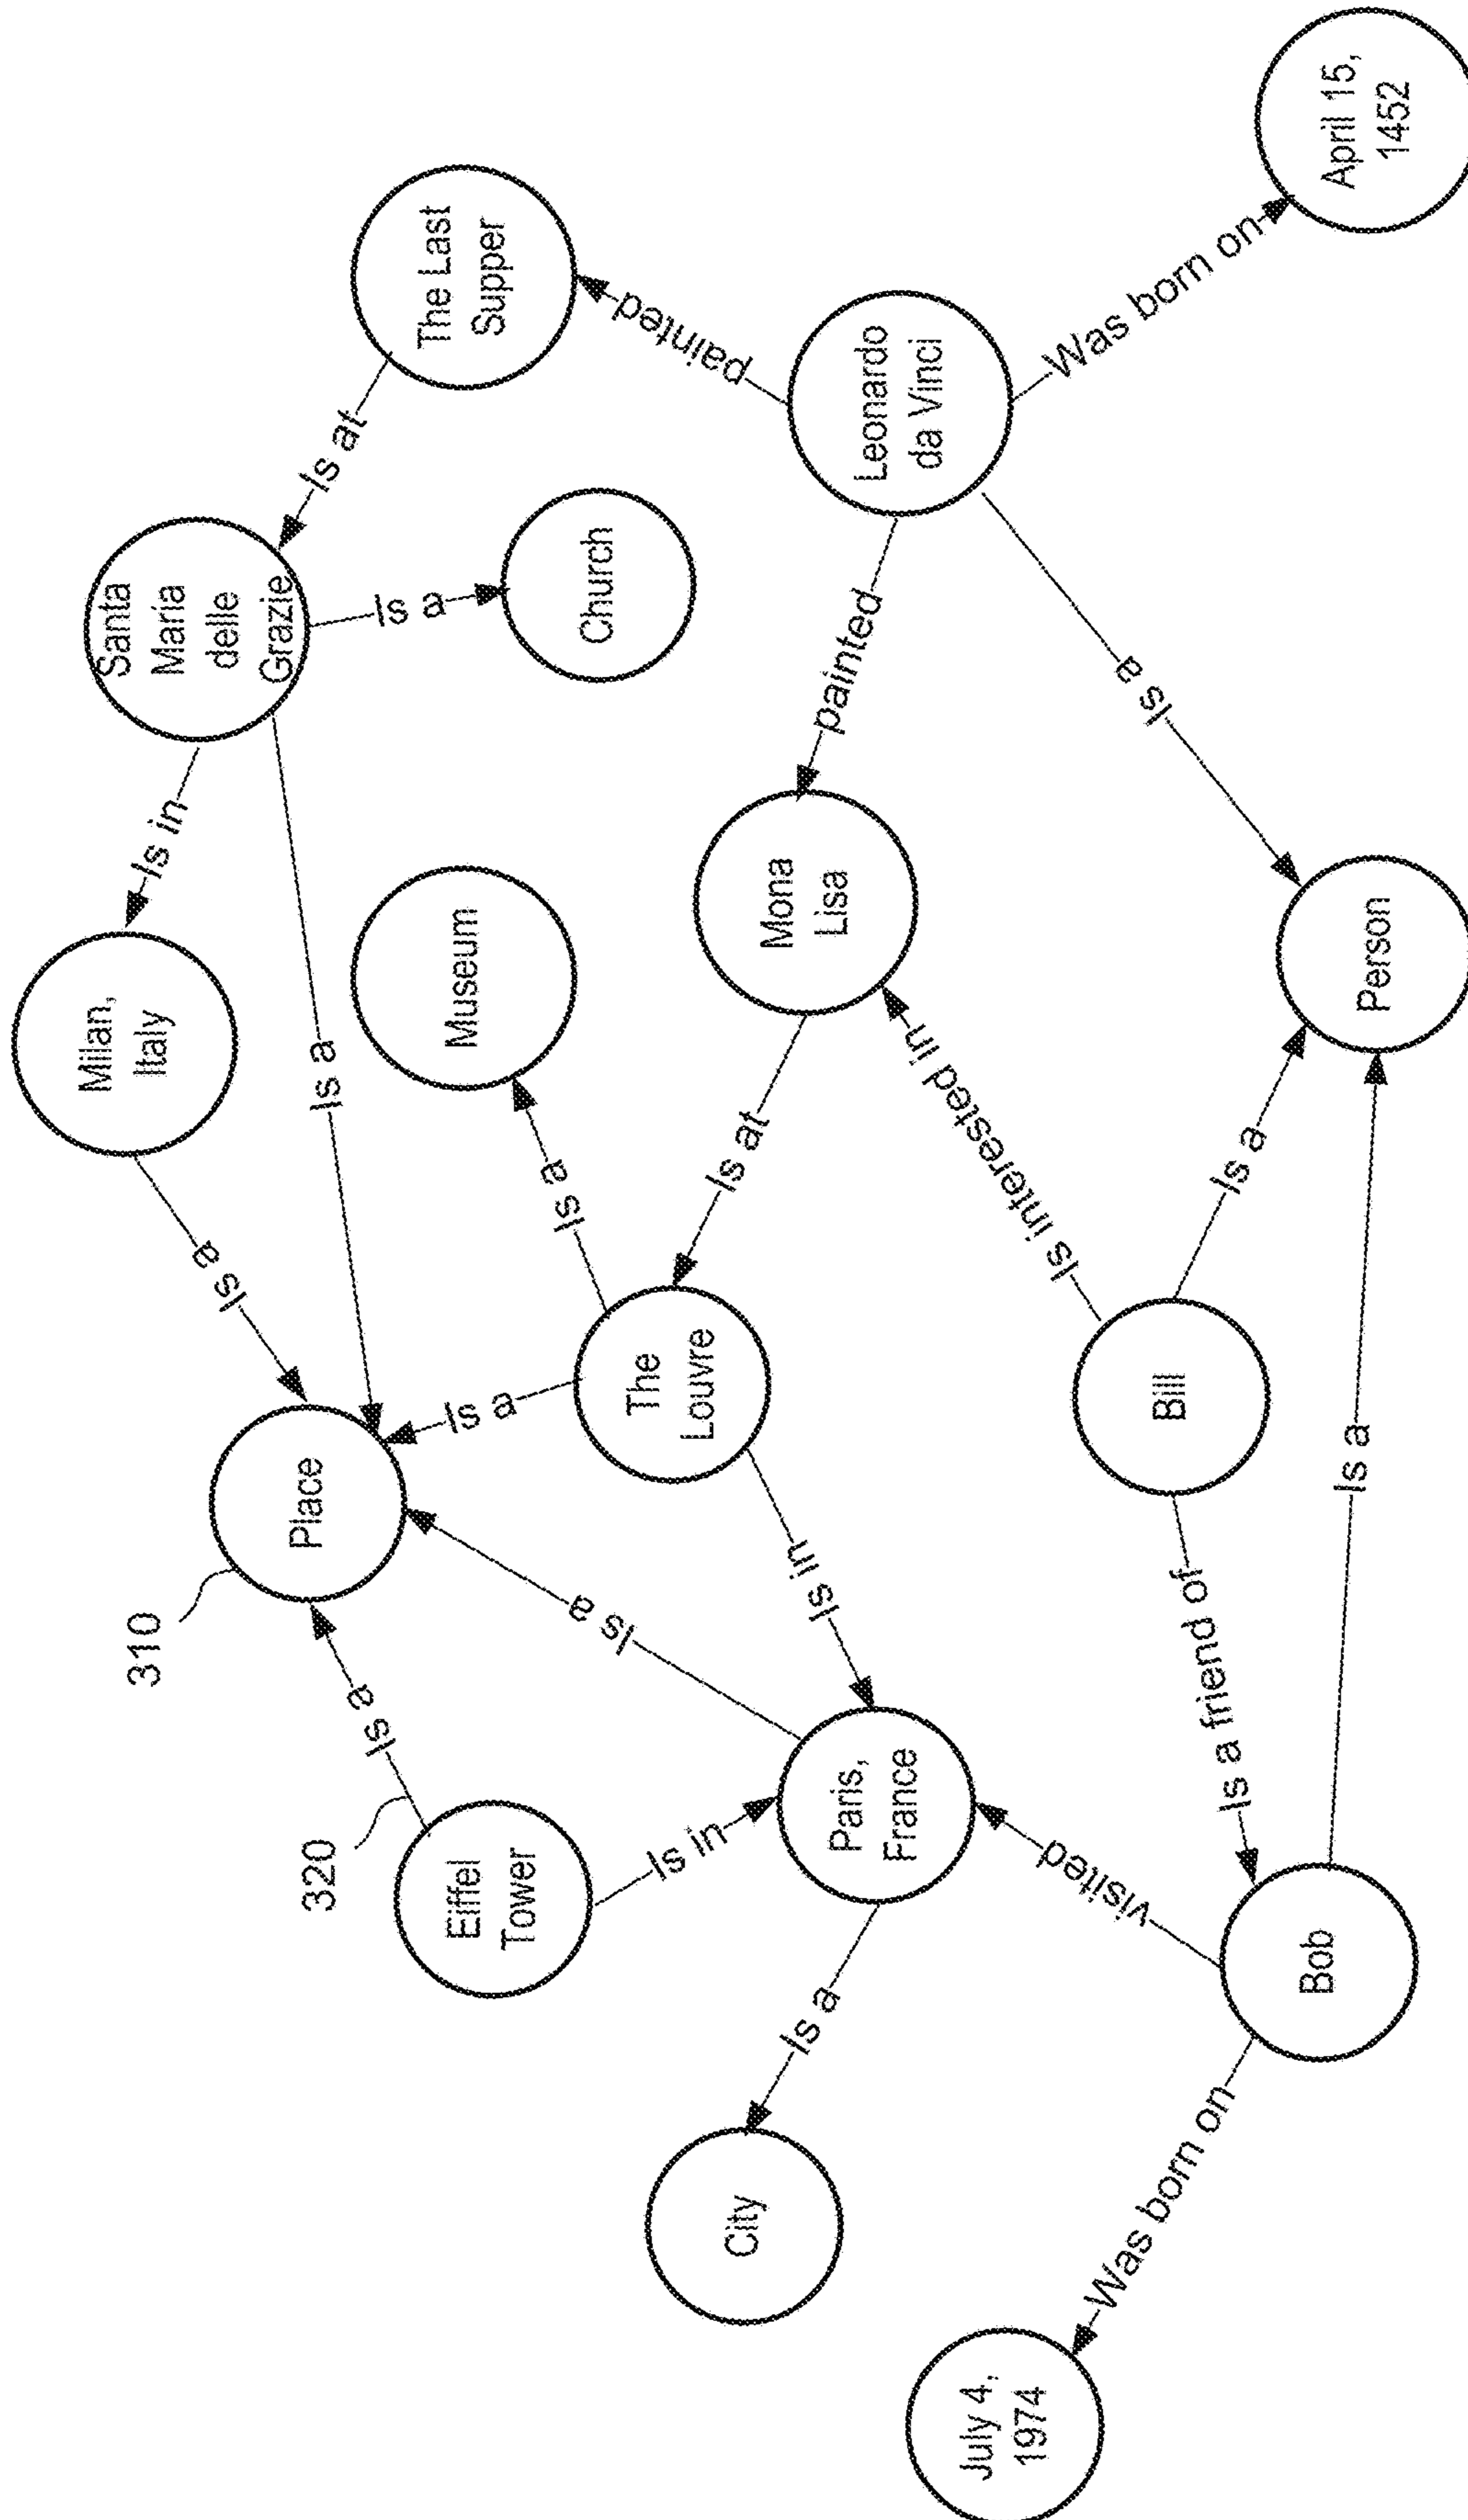 Milan,
Italy
Santa
Maria
delle
Grazie
310
Is in
Is a
Place
320
Is a
Is at
Is a
Is a
The Last
Supper
Museum
Eiffel
Tower
Is a
Is a
Church
Is a
The
Louvre
painted
Is in
City
Is at
Mona
Lisa
Is a
Is in
painted
Paris,
France
Leonardo
da Vinci
Is interested in
July 4,
1974
visited
Is a
Was born on
Was born on
Bill
Is a friend of
Is a
Bob
April 15,
1452
Is a
Person